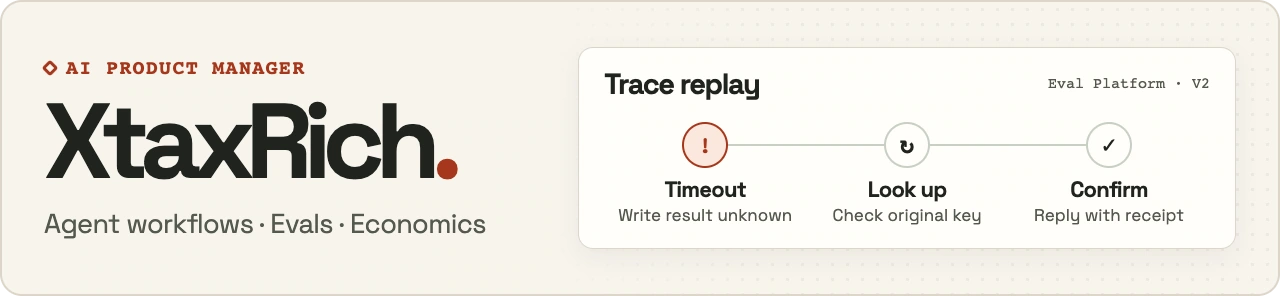 AI PRODUCT MANAGER
XtaxRich.
Agent workflows · Evals · Economics
Trace replay
Eval Platform · V2
!
↻
✓
Timeout
Look up
Confirm
Write result unknown
Check original key
Reply with receipt